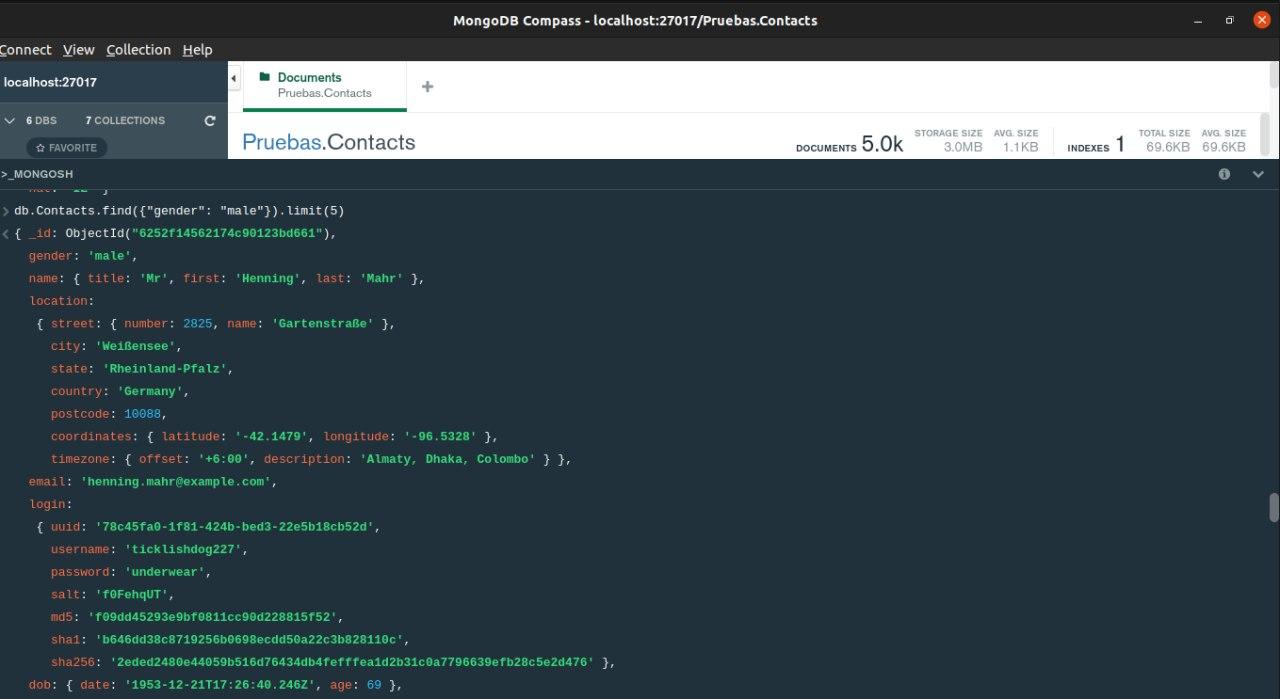 MongoDB Compass - localhost:27017/Pruebas.Contacts
Connect View Collection Help
localhost:27017
Documents
Pruebas.Contacts
6 DBS 7 COLLECTIONS
FAVORITE
Pruebas.Contacts
DOCUMENTS 5.0k STORAGE SIZE 3.0MB AVG. SIZE 1.1KB INDEXES 1 TOTAL SIZE 69.6KB AVG. SIZE 69.6KB
>_MONGOSH
db.Contacts.find({"gender": "male"}).limit(5)
{ _id: ObjectId("6252f14562174c90123bd661"),
gender: 'male',
name: { title: 'Mr', first: 'Henning', last: 'Mahr' },
location:
{ street: { number: 2825, name: 'Gartenstraße' },
city: 'Weißensee',
state: 'Rheinland-Pfalz',
country: 'Germany',
postcode: 10088,
coordinates: { latitude: '-42.1479', longitude: '-96.5328' },
timezone: { offset: '+6:00', description: 'Almaty, Dhaka, Colombo' } },
email: 'henning.mahr@example.com',
login:
{ uuid: '78c45fa0-1f81-424b-bed3-22e5b18cb52d',
username: 'ticklishdog227',
password: 'underwear',
salt: 'f0FehqUT',
md5: 'f09dd45293e9bf0811cc90d228815f52',
sha1: 'b646dd38c8719256b0698ecdd50a22c3b828110c',
sha256: '2eded2480e44059b516d76434db4fefffea1d2b31c0a7796639efb28c5e2d476' },
dob: { date: '1953-12-21T17:26:40.246Z', age: 69 },